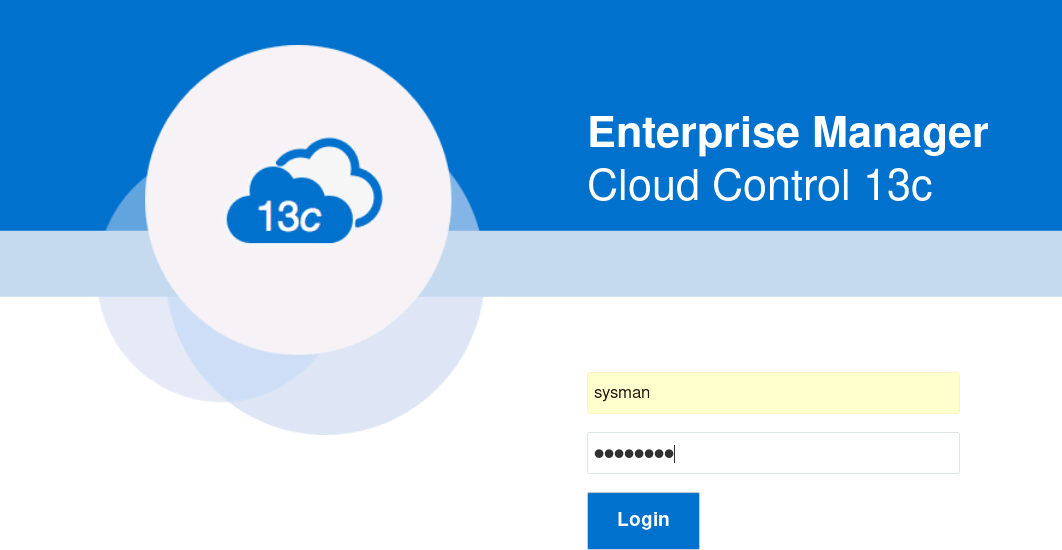 Enterprise Manager
Cloud Control 13c
13c
sysman
••••••••
Login